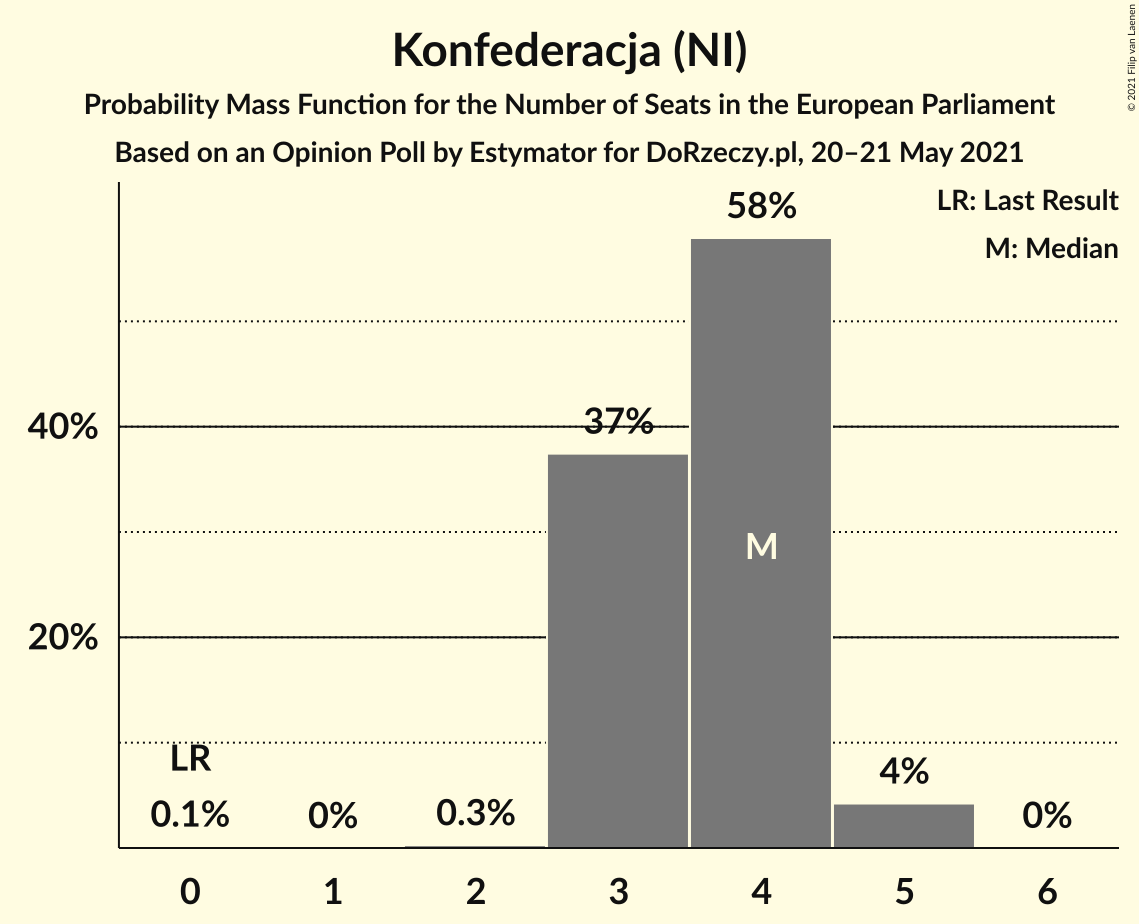 Konfederacja (NI)
Probability Mass Function for the Number of Seats in the European Parliament
Based on an Opinion Poll by Estymator for DoRzeczy.pl, 20–21 May 2021
© 2021 Filip van Laenen
LR: Last Result
M: Median
58%
40%
37%
M
20%
LR
0.1%
0%
0.3%
4%
0%
0 1 2 3 4 5 6